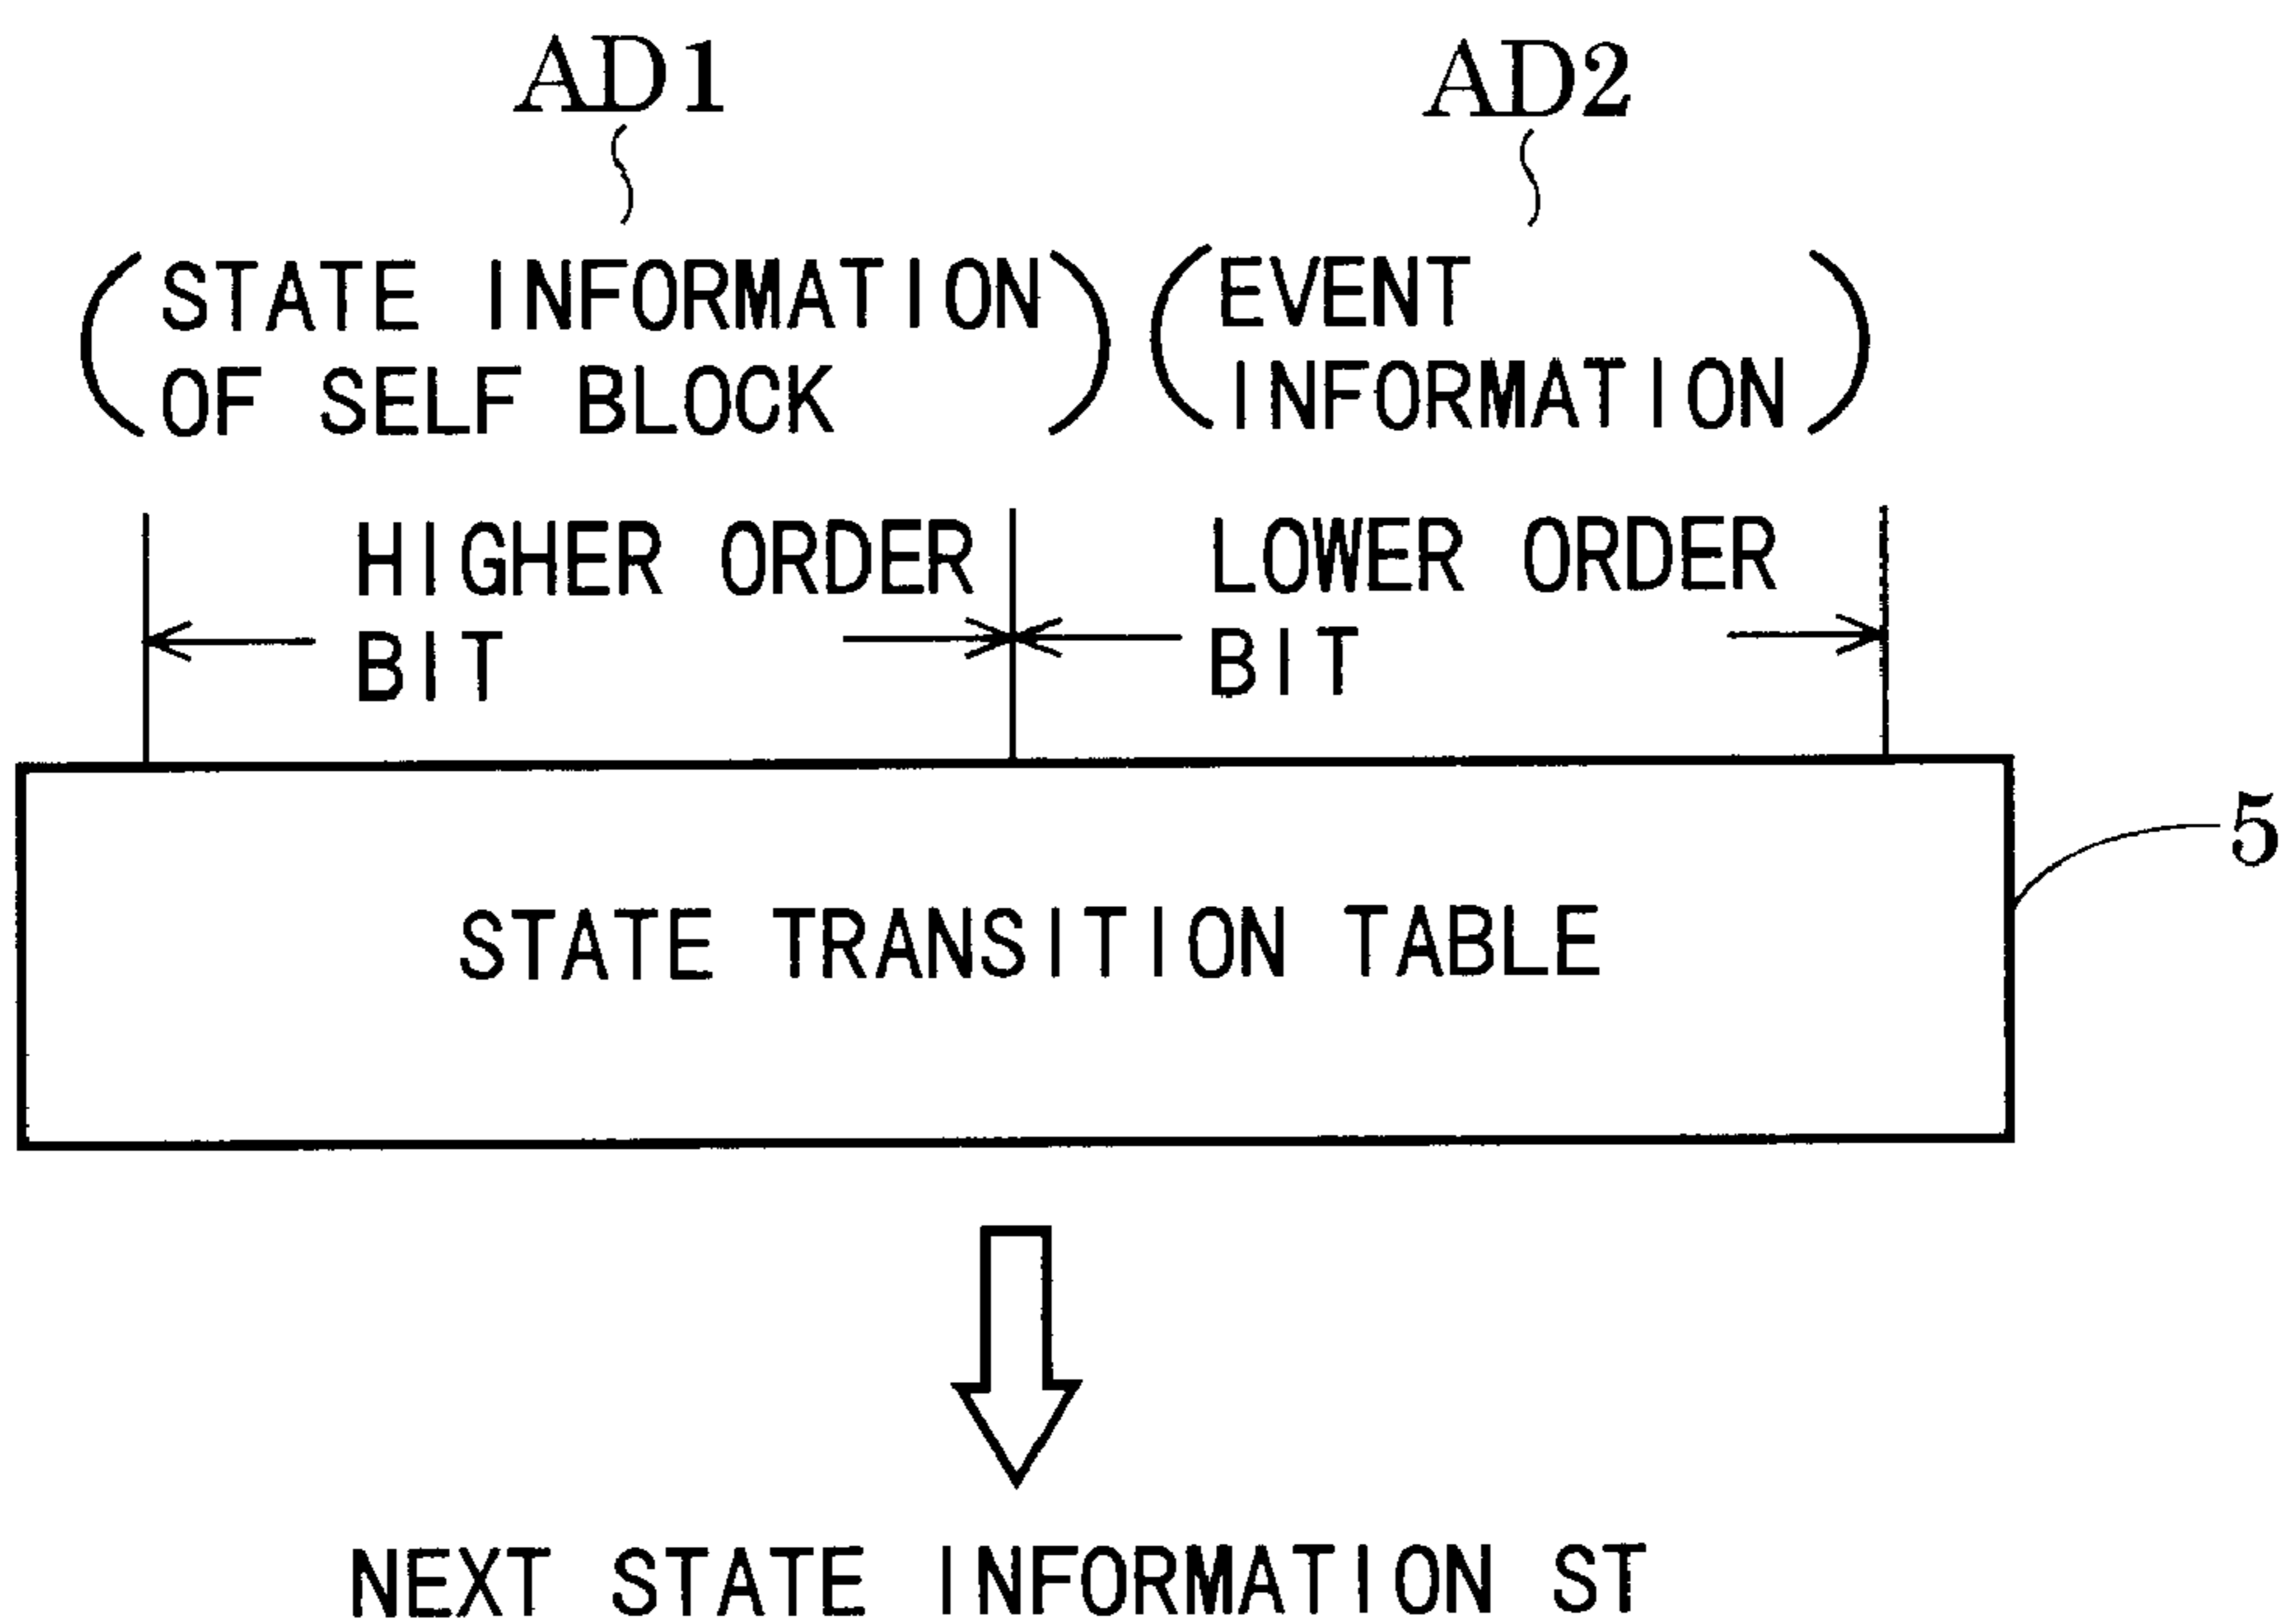 AD1 AD2
STATE INFORMATION EVENT
OF SELF BLOCK INFORMATION
HIGHER ORDER LOWER ORDER
BIT BIT
5
STATE TRANSITION TABLE
NEXT STATE INFORMATION ST